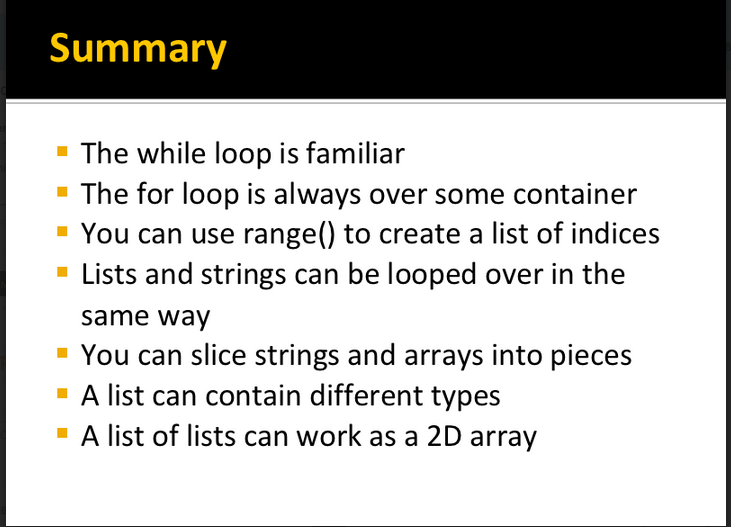 Summary
The while loop is familiar
The for loop is always over some container
You can use range() to create a list of indices
Lists and strings can be looped over in the
same way
You can slice strings and arrays into pieces
A list can contain different types
A list of lists can work as a 2D array